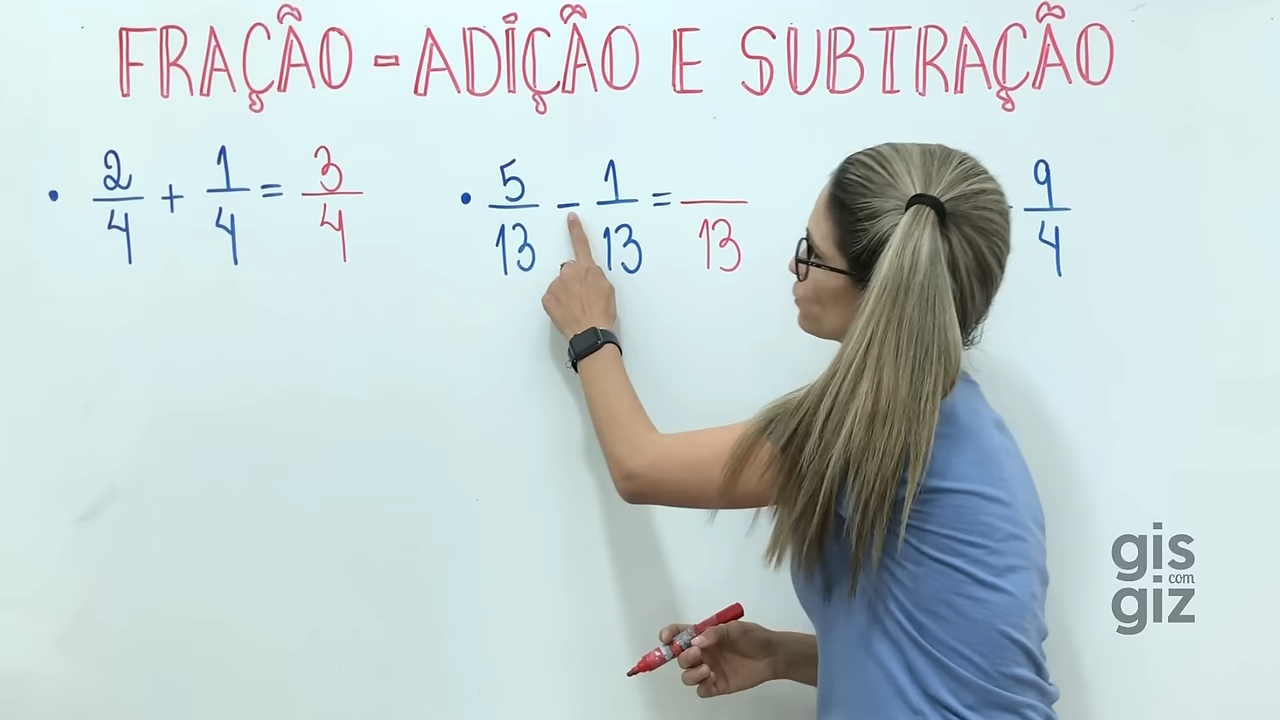 FRAÇÃO - ADIÇÃO E SUBTRAÇÃO
• 2/4 + 1/4 = 3/4
• 5/13 - 1/13 = /13
9/4
gis
com
giz